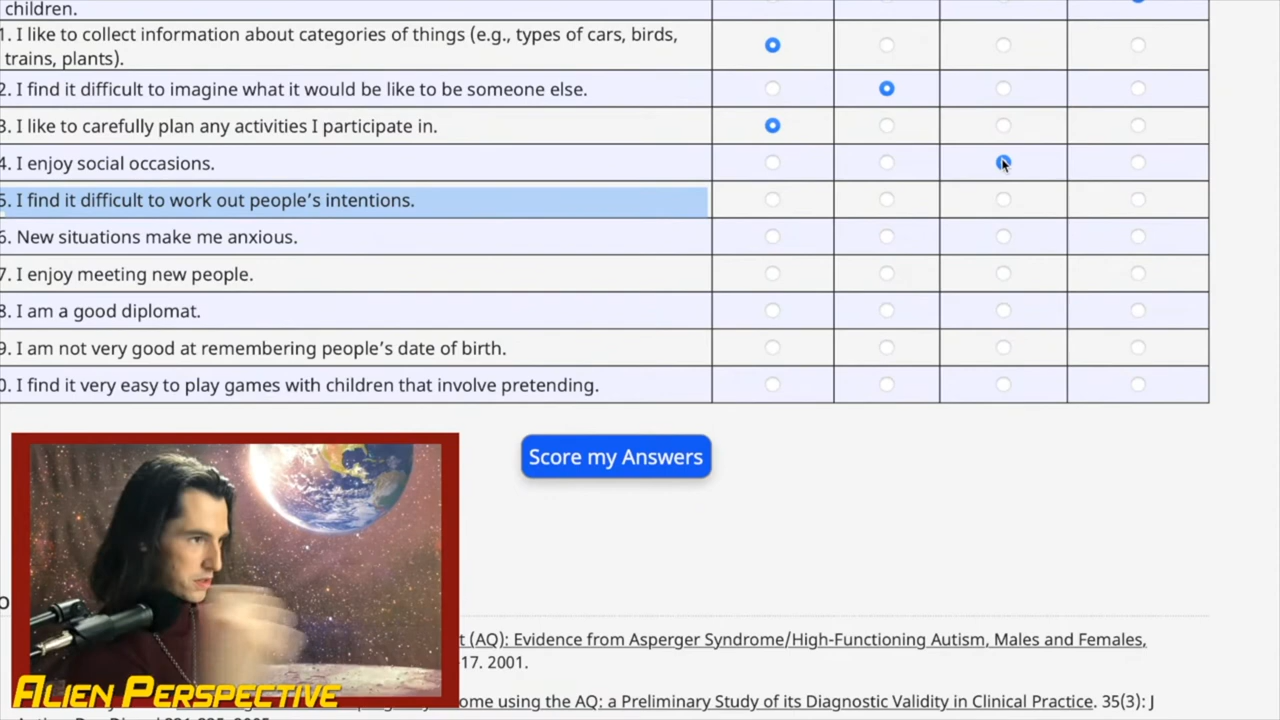 children.
1. I like to collect information about categories of things (e.g., types of cars, birds,
trains, plants).
2. I find it difficult to imagine what it would be like to be someone else.
3. I like to carefully plan any activities I participate in.
4. I enjoy social occasions.
5. I find it difficult to work out people’s intentions.
6. New situations make me anxious.
7. I enjoy meeting new people.
8. I am a good diplomat.
9. I am not very good at remembering people’s date of birth.
0. I find it very easy to play games with children that involve pretending.
Score my Answers
t (AQ): Evidence from Asperger Syndrome/High-Functioning Autism, Males and Females,
17. 2001.
ome using the AQ: a Preliminary Study of its Diagnostic Validity in Clinical Practice. 35(3): J
ALIEN PERSPECTIVE